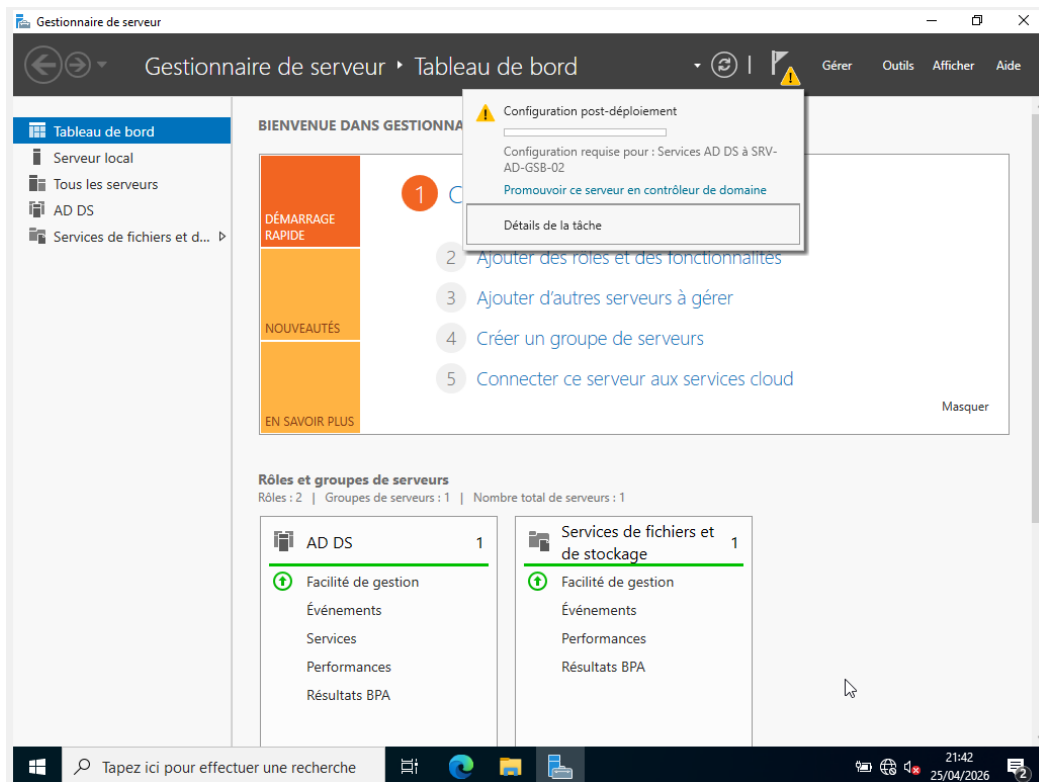 Gestionnaire de serveur
Gestionnaire de serveur Tableau de bord
Gérer Outils Afficher Aide
Tableau de bord
Serveur local
Tous les serveurs
AD DS
Services de fichiers et d...
Configuration post-déploiement
Configuration requise pour : Services AD DS à SRV-
AD-GSB-02
Promouvoir ce serveur en contrôleur de domaine
Détails de la tâche
BIENVENUE DANS GESTIONNA
DÉMARRAGE
RAPIDE
NOUVEAUTÉS
EN SAVOIR PLUS
1 C
2 Ajouter des rôles et des fonctionnalités
3 Ajouter d'autres serveurs à gérer
4 Créer un groupe de serveurs
5 Connecter ce serveur aux services cloud
Masquer
Rôles et groupes de serveurs
Rôles : 2 | Groupes de serveurs : 1 | Nombre total de serveurs : 1
AD DS 1
Facilité de gestion
Événements
Services
Performances
Résultats BPA
Services de fichiers et
de stockage 1
Facilité de gestion
Événements
Performances
Résultats BPA
Tapez ici pour effectuer une recherche
21:42
25/04/2026
2